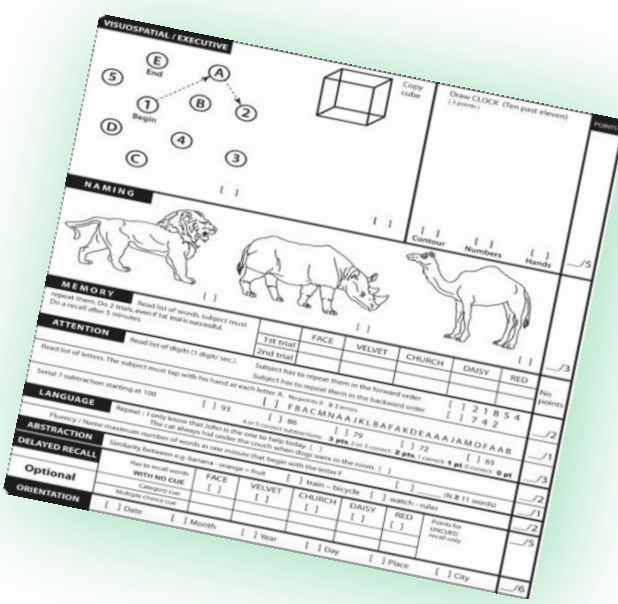 VISUOSPATIAL / EXECUTIVE
POINTS
E
End
A
5
1
Begin
B
2
D
4
3
C
[ ]
Copy cube
[ ]
Draw CLOCK (Ten past eleven)
( 3 points )
[ ] [ ] [ ]
Contour Numbers Hands
___/5
NAMING
[ ] [ ] [ ]
___/3
MEMORY
Read list of words, subject must
repeat them. Do 2 trials, even if 1st trial is successful.
Do a recall after 5 minutes.
FACE VELVET CHURCH DAISY RED
1st trial
2nd trial
No points
ATTENTION
Read list of digits (1 digit/ sec.).
Subject has to repeat them in the forward order [ ] 2 1 8 5 4
Subject has to repeat them in the backward order [ ] 7 4 2
___/2
Read list of letters. The subject must tap with his hand at each letter A. No points if ≥ 2 errors
[ ] F B A C M N A A J K L B A F A K D E A A A J A M O F A A B
___/1
Serial 7 subtraction starting at 100 [ ] 93 [ ] 86 [ ] 79 [ ] 72 [ ] 65
4 or 5 correct subtractions: 3 pts, 2 or 3 correct: 2 pts, 1 correct: 1 pt, 0 correct: 0 pt
___/3
LANGUAGE
Repeat : I only know that John is the one to help today. [ ]
The cat always hid under the couch when dogs were in the room. [ ]
___/2
Fluency / Name maximum number of words in one minute that begin with the letter F [ ] _____ (N ≥ 11 words)
___/1
ABSTRACTION
Similarity between e.g. banana - orange = fruit [ ] train – bicycle [ ] watch - ruler
___/2
DELAYED RECALL
Has to recall words
WITH NO CUE
FACE VELVET CHURCH DAISY RED
[ ] [ ] [ ] [ ] [ ]
Points for UNCUED recall only
___/5
Optional
Category cue
Multiple choice cue
ORIENTATION
[ ] Date [ ] Month [ ] Year [ ] Day [ ] Place [ ] City
___/6